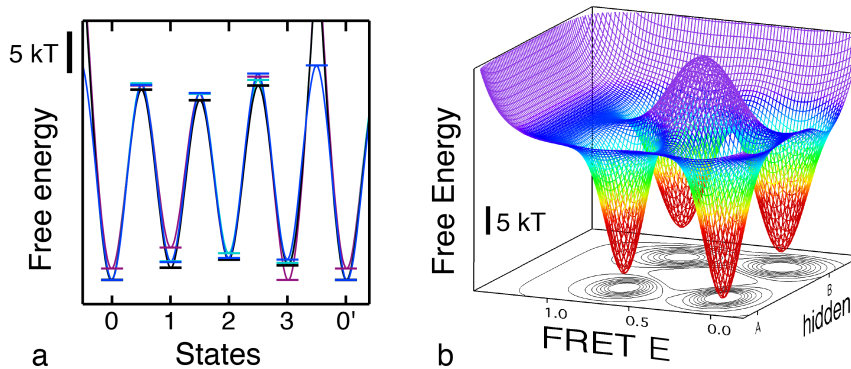 5 kT
Free energy
0 1 2 3 0'
States
a
Free Energy
5 kT
1.0 0.5 0.0
FRET E
A B
hidden
b